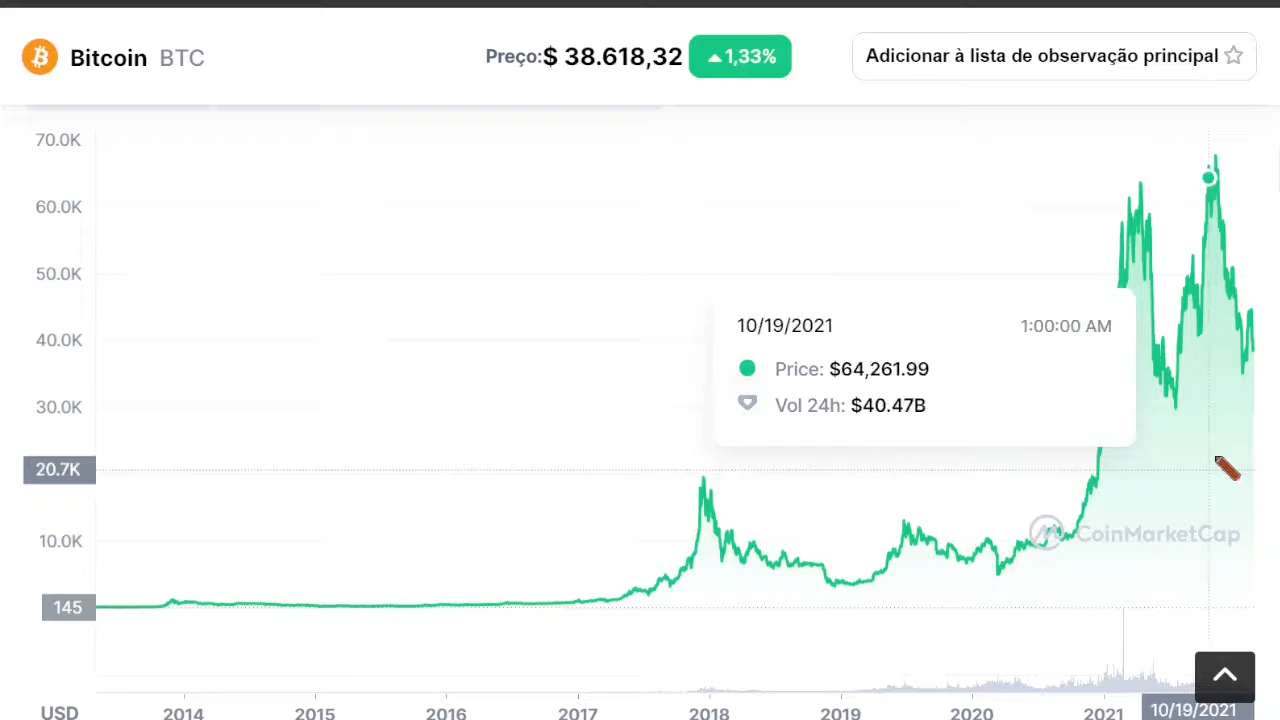 Bitcoin BTC Preço:$ 38.618,32 1,33% Adicionar à lista de observação principal
70.0K
60.0K
50.0K
10/19/2021 1:00:00 AM
40.0K
Price: $64,261.99
30.0K
Vol 24h: $40.47B
20.7K
CoinMarketCap
10.0K
145
USD 2014 2015 2016 2017 2018 2019 2020 2021 10/19/2021